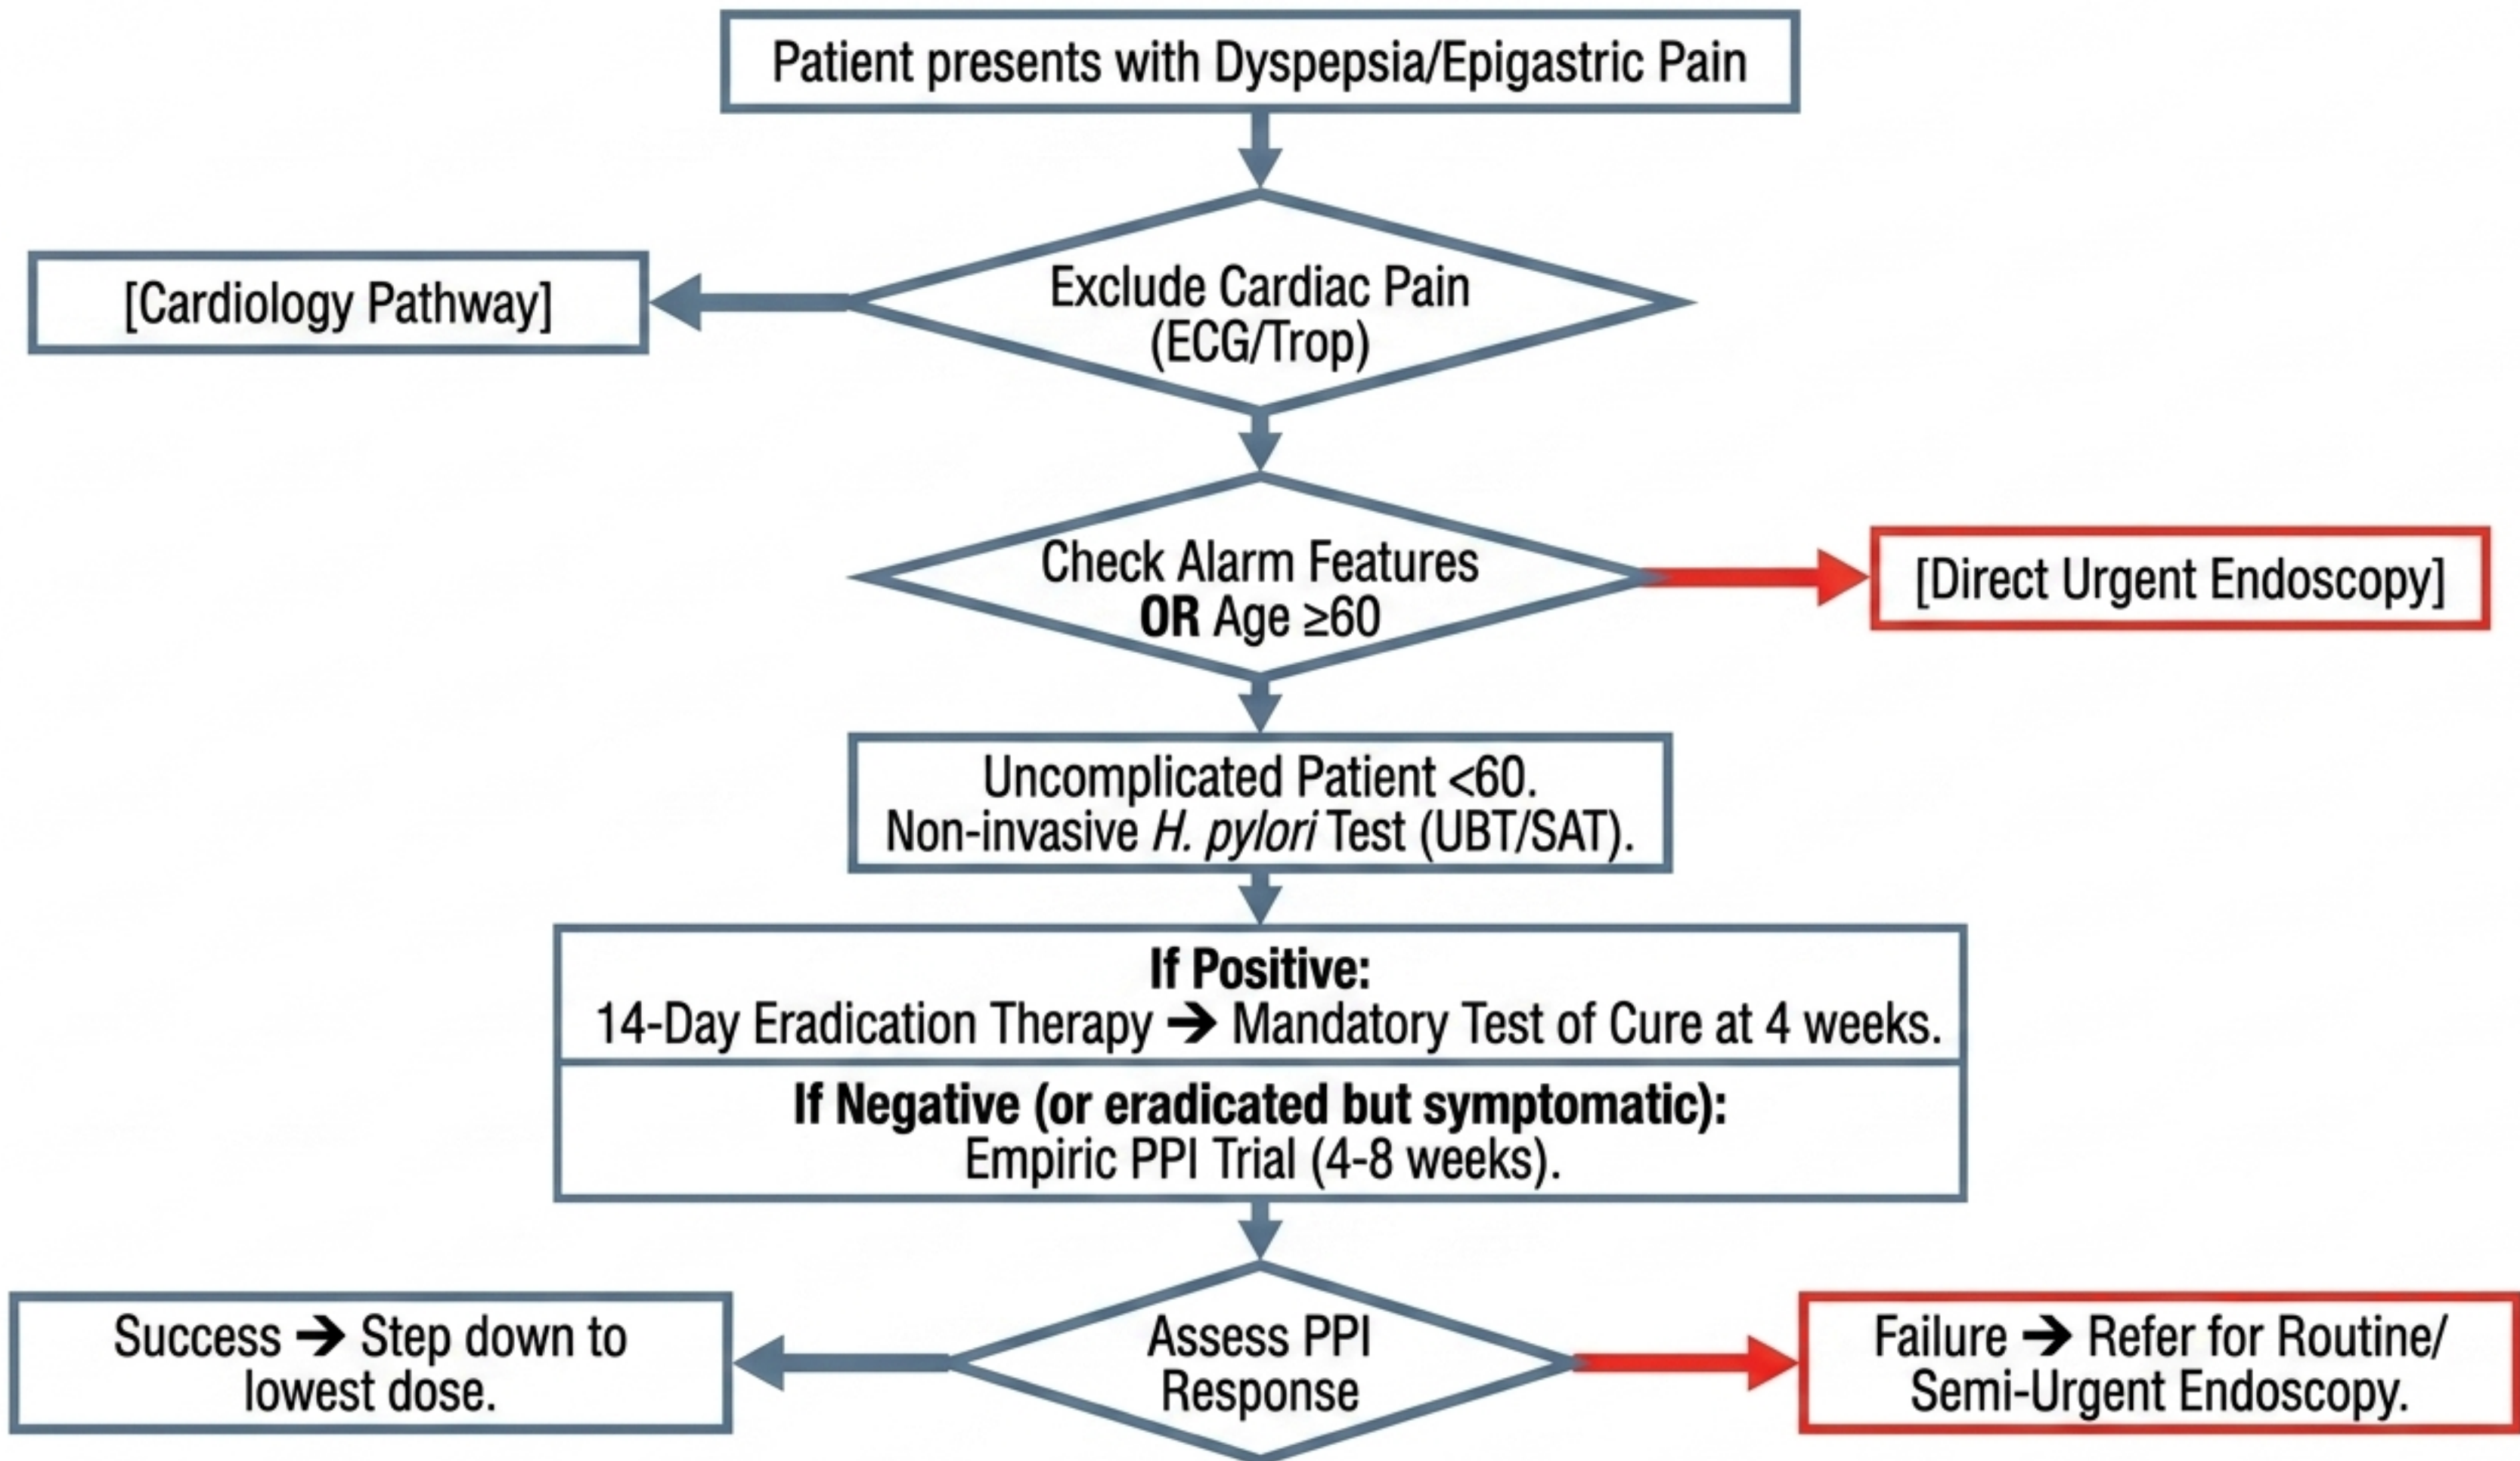 Patient presents with Dyspepsia/Epigastric Pain
[Cardiology Pathway]
Exclude Cardiac Pain
(ECG/Trop)
Check Alarm Features
OR Age ≥60
[Direct Urgent Endoscopy]
Uncomplicated Patient <60.
Non-invasive H. pylori Test (UBT/SAT).
If Positive:
14-Day Eradication Therapy ➔ Mandatory Test of Cure at 4 weeks.
If Negative (or eradicated but symptomatic):
Empiric PPI Trial (4-8 weeks).
Success ➔ Step down to
lowest dose.
Assess PPI
Response
Failure ➔ Refer for Routine/
Semi-Urgent Endoscopy.